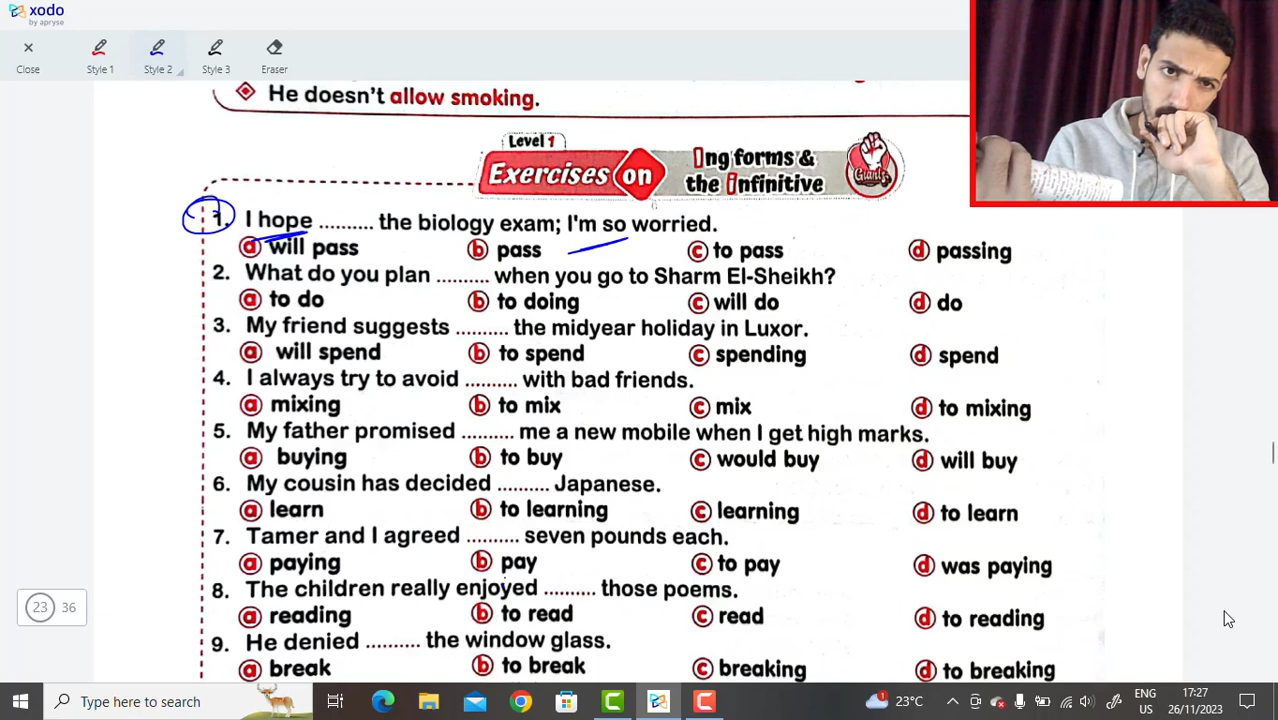 xodo
by apryse
Close
Style 1
Style 2
Style 3
Eraser
He doesn't allow smoking.
Level 1
Exercises on
Ing forms &
the infinitive
Giants
1. I hope .......... the biology exam; I'm so worried.
a will pass b pass c to pass d passing
2. What do you plan .......... when you go to Sharm El-Sheikh?
a to do b to doing c will do d do
3. My friend suggests .......... the midyear holiday in Luxor.
a will spend b to spend c spending d spend
4. I always try to avoid .......... with bad friends.
a mixing b to mix c mix d to mixing
5. My father promised .......... me a new mobile when I get high marks.
a buying b to buy c would buy d will buy
6. My cousin has decided .......... Japanese.
a learn b to learning c learning d to learn
7. Tamer and I agreed .......... seven pounds each.
a paying b pay c to pay d was paying
8. The children really enjoyed .......... those poems.
a reading b to read c read d to reading
9. He denied .......... the window glass.
a break b to break c breaking d to breaking
23 36
Type here to search
1
23°C
ENG
US
17:27
26/11/2023